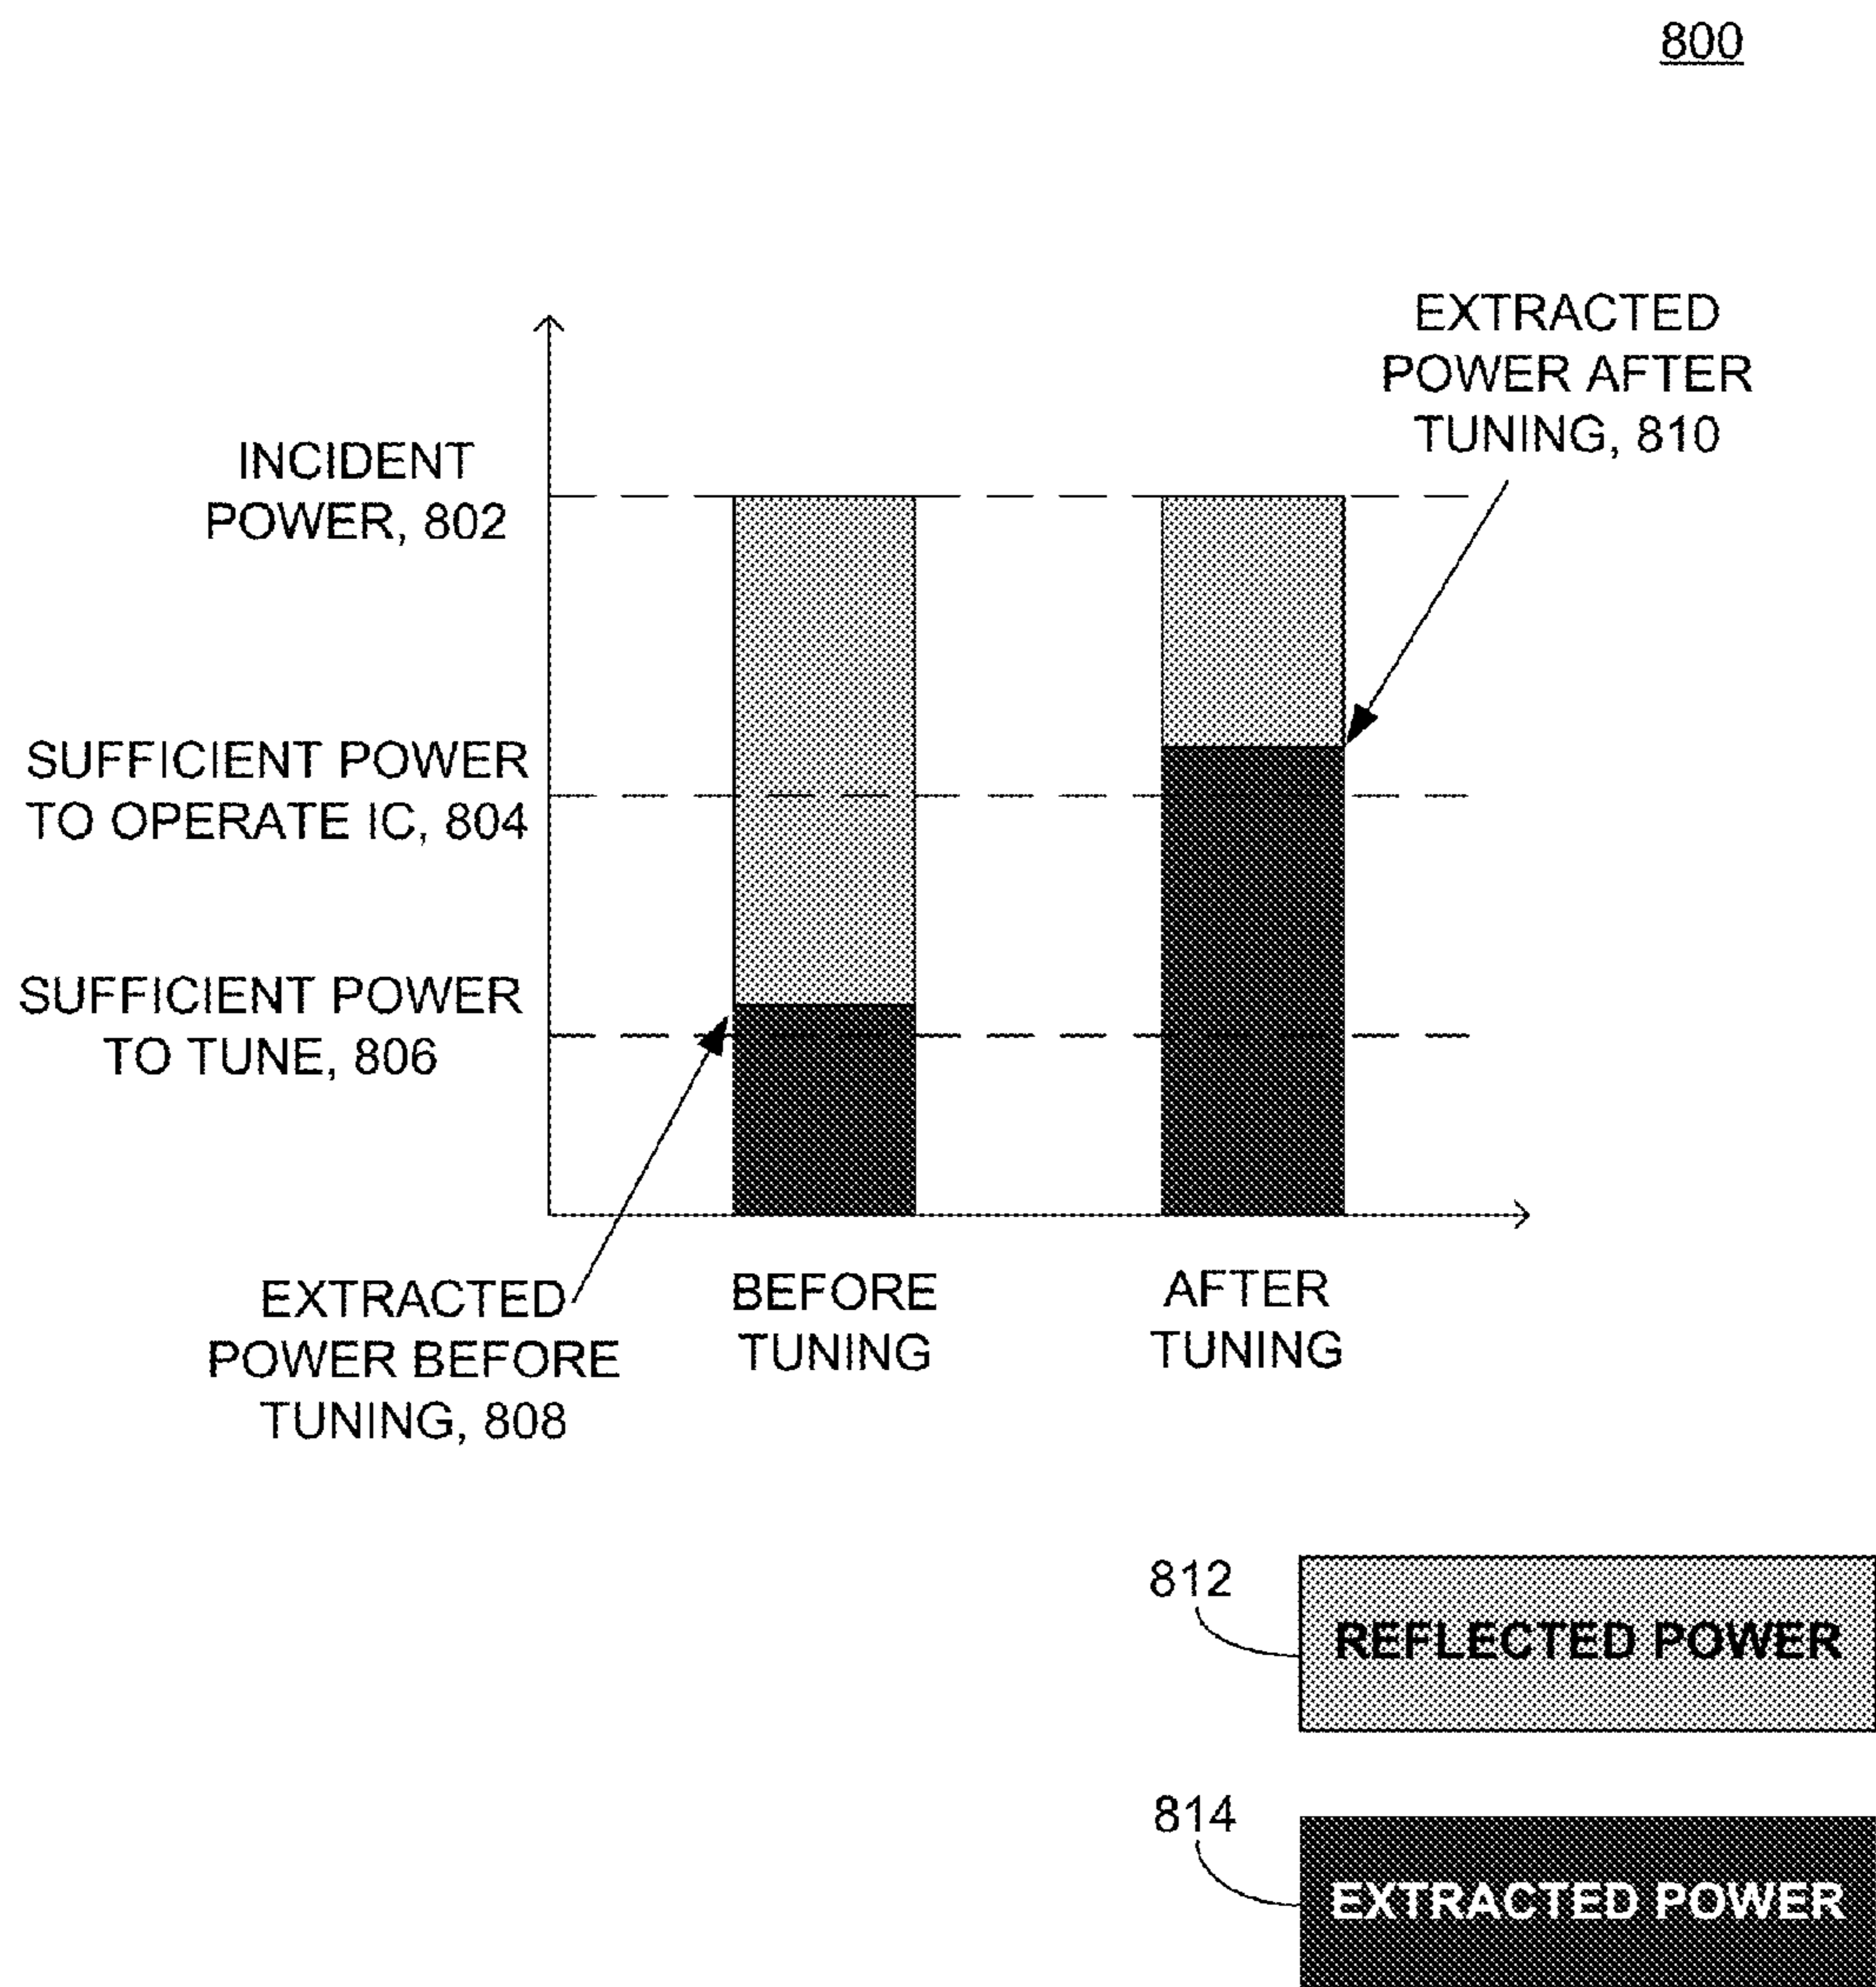 800
EXTRACTED
POWER AFTER
TUNING, 810
INCIDENT
POWER, 802
SUFFICIENT POWER
TO OPERATE IC, 804
SUFFICIENT POWER
TO TUNE, 806
EXTRACTED
POWER BEFORE
TUNING, 808
BEFORE
TUNING
AFTER
TUNING
812
REFLECTED POWER
814
EXTRACTED POWER